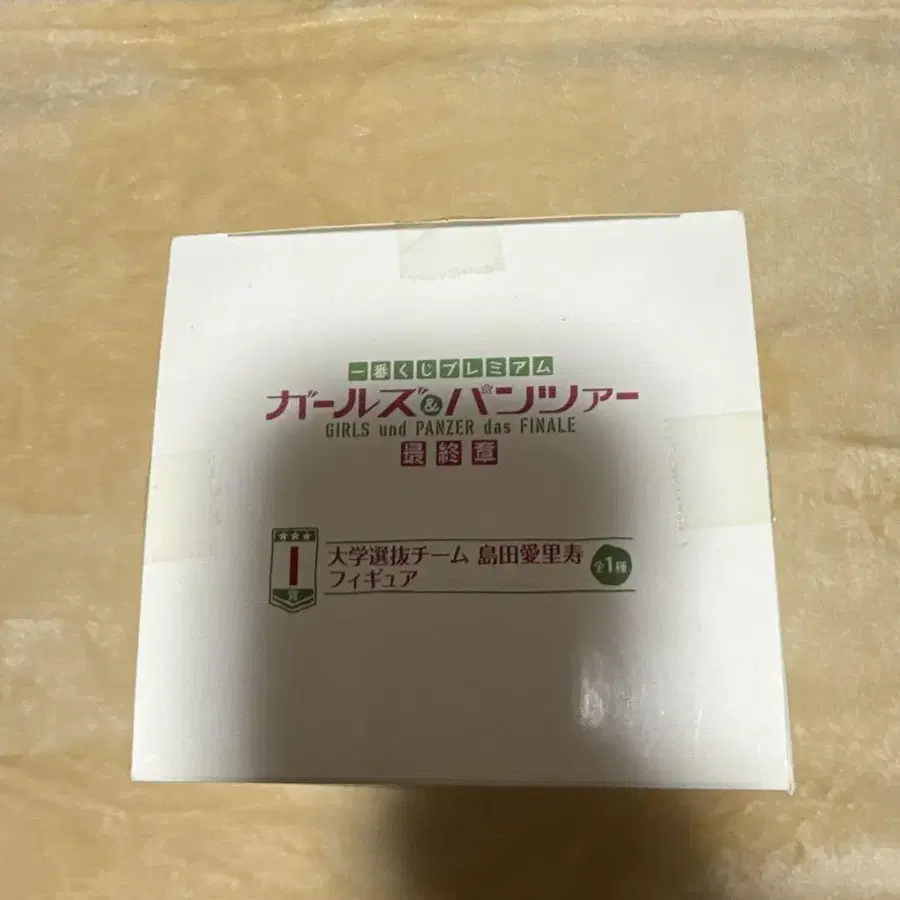 一番くじプレミアム
ガールズ&パンツァー
GIRLS und PANZER das FINALE
最終章
I賞
大学選抜チーム 島田愛里寿
フィギュア
全1種